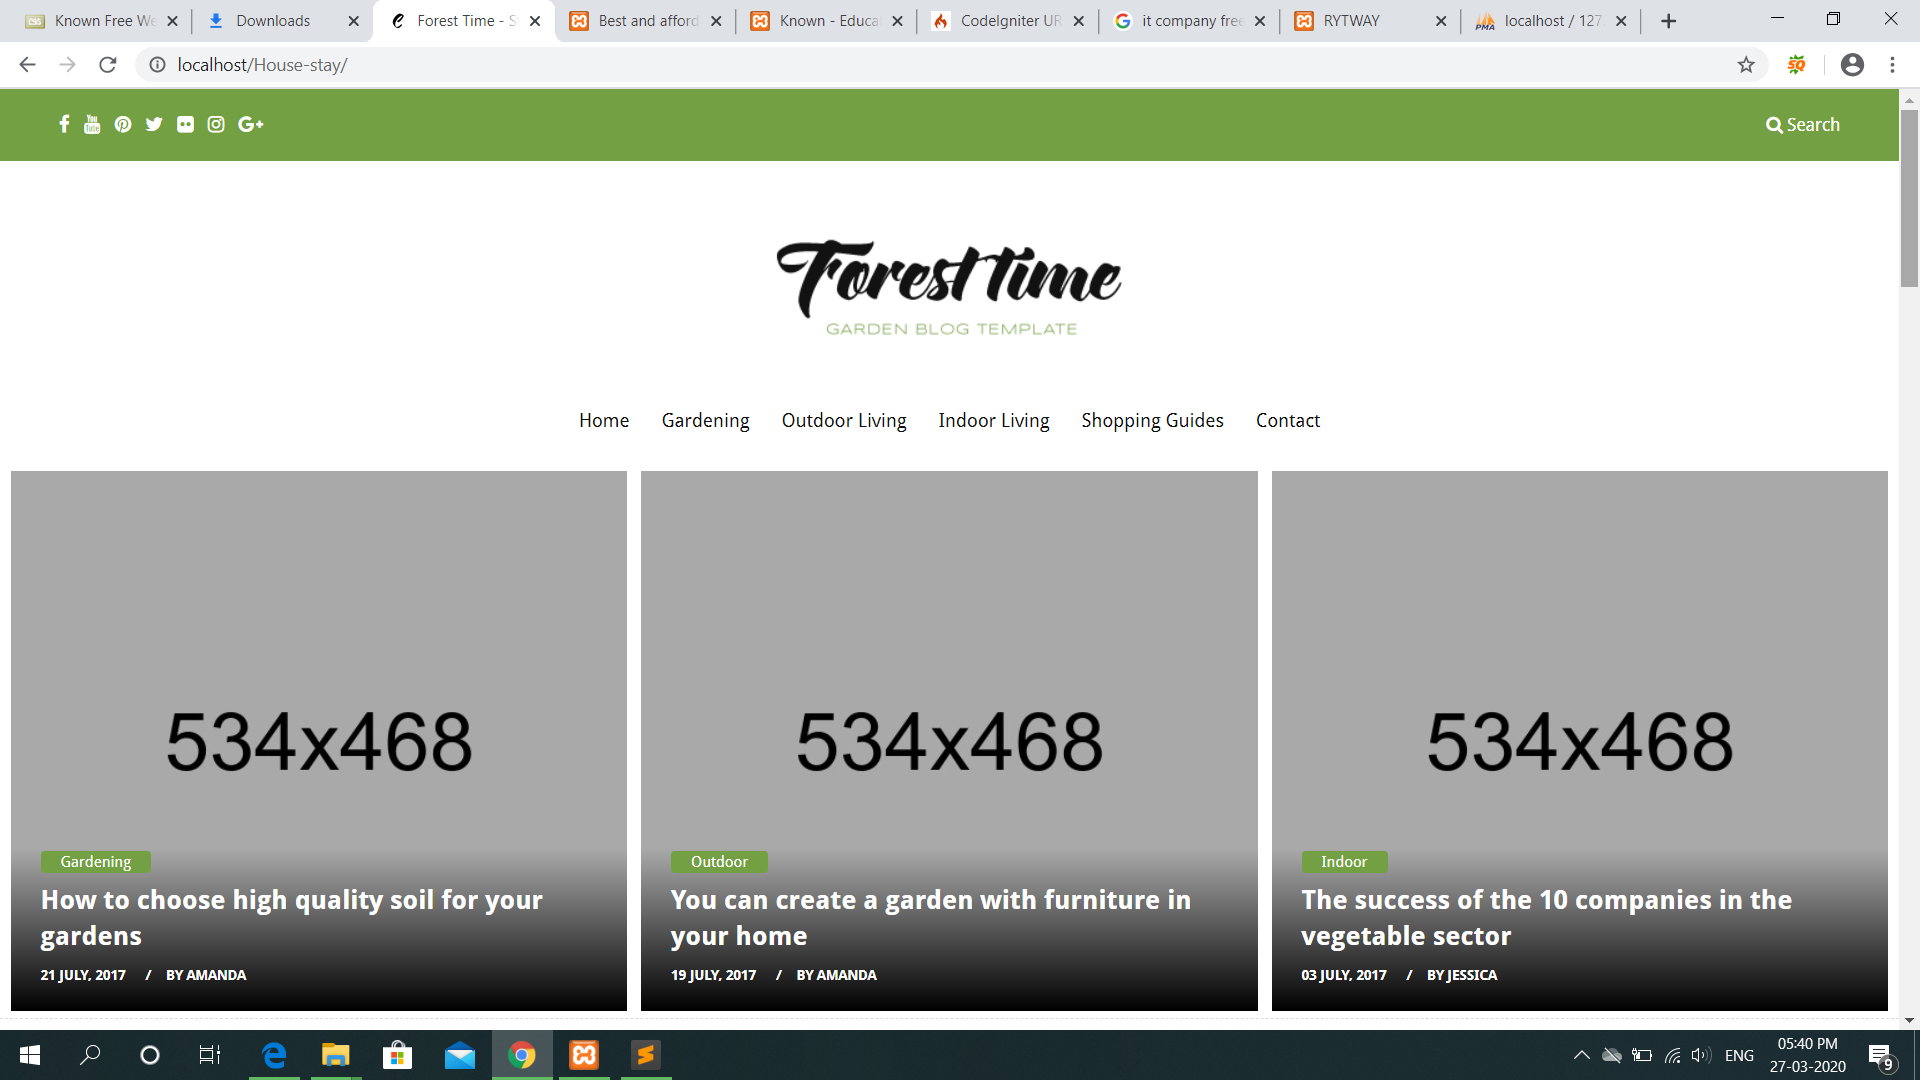 Known Free We
Downloads
Forest Time - S
Best and afford
Known - Educa
CodeIgniter UR
it company free
RYTWAY
localhost / 127.
localhost/House-stay/
Search
Forest time
GARDEN BLOG TEMPLATE
Home Gardening Outdoor Living Indoor Living Shopping Guides Contact
534x468
Gardening
How to choose high quality soil for your
gardens
21 JULY, 2017 / BY AMANDA
534x468
Outdoor
You can create a garden with furniture in
your home
19 JULY, 2017 / BY AMANDA
534x468
Indoor
The success of the 10 companies in the
vegetable sector
03 JULY, 2017 / BY JESSICA
ENG
05:40 PM
27-03-2020
9